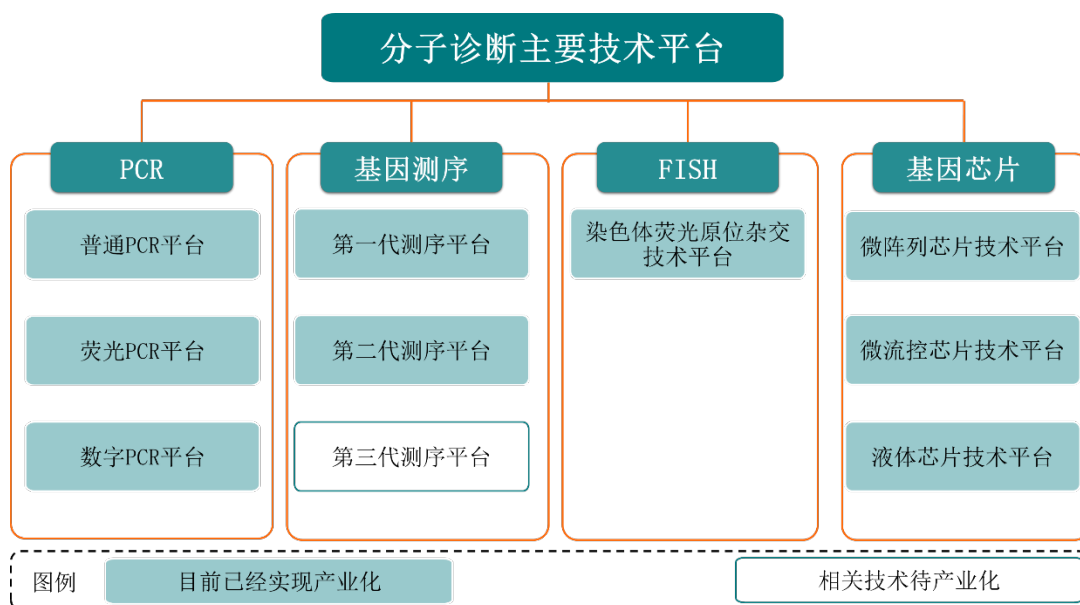 分子诊断主要技术平台
PCR
基因测序
FISH
基因芯片
普通PCR平台
荧光PCR平台
数字PCR平台
第一代测序平台
第二代测序平台
第三代测序平台
染色体荧光原位杂交
技术平台
微阵列芯片技术平台
微流控芯片技术平台
液体芯片技术平台
图例
目前已经实现产业化
相关技术待产业化